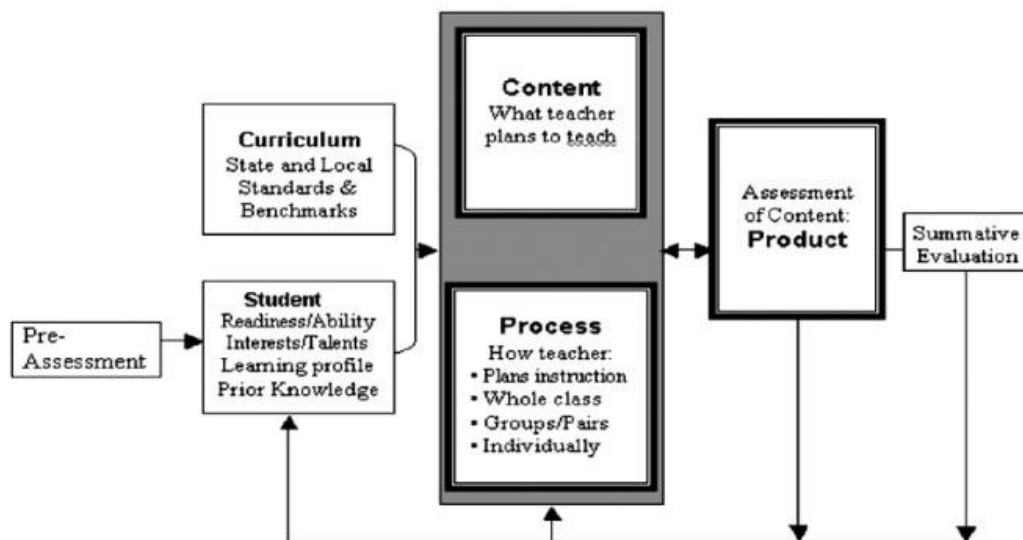 Pre-
Assessment
Curriculum
State and Local
Standards &
Benchmarks
Student
Readiness/Ability
Interests/Talents
Learning profile
Prior Knowledge
Content
What teacher
plans to teach
Process
How teacher:
▪ Plans instruction
▪ Whole class
▪ Groups/Pairs
▪ Individually
Assessment
of Content:
Product
Summative
Evaluation